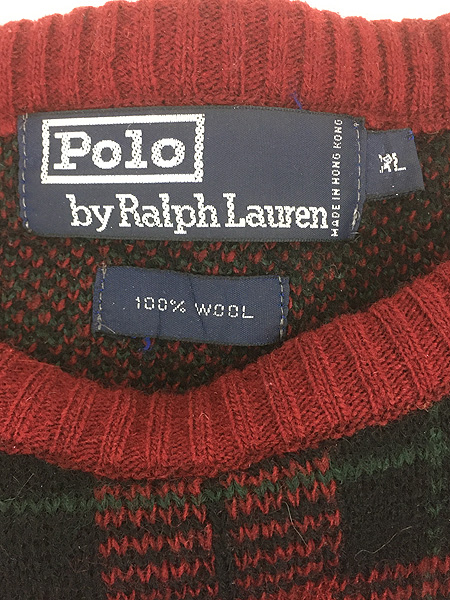 Polo
by Ralph Lauren
MADE IN HONG KONG
XL
100% WOOL